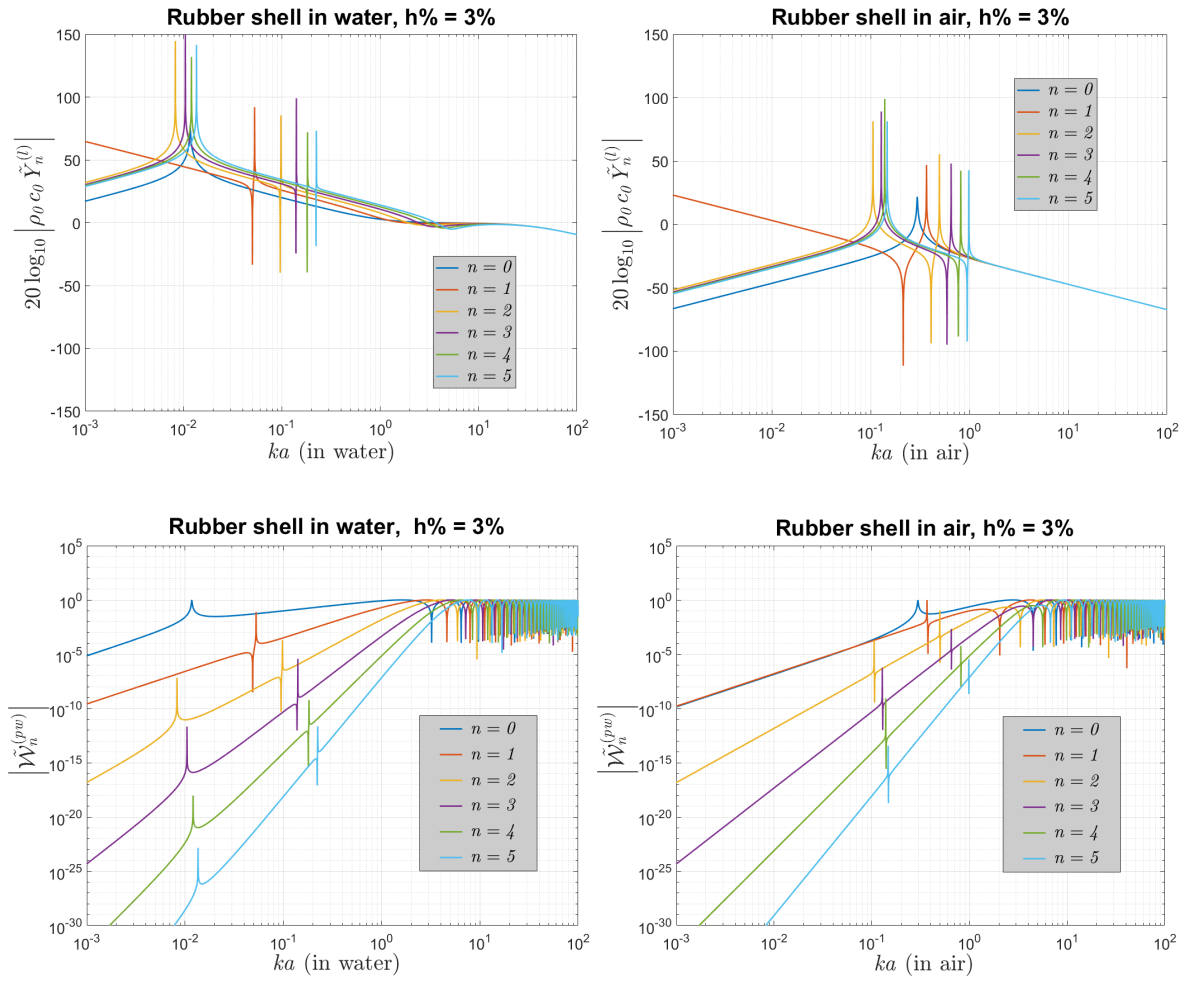 Rubber shell in water, h% = 3%
150
100
50
0
-50
-100
-150
20 log₁₀ |ρ₀ c₀ Ỹₙ⁽ˡ⁾|
n = 0
n = 1
n = 2
n = 3
n = 4
n = 5
10⁻³ 10⁻² 10⁻¹ 10⁰ 10¹ 10²
ka (in water)
Rubber shell in air, h% = 3%
150
100
50
0
-50
-100
-150
20 log₁₀ |ρ₀ c₀ Ỹₙ⁽ˡ⁾|
n = 0
n = 1
n = 2
n = 3
n = 4
n = 5
10⁻³ 10⁻² 10⁻¹ 10⁰ 10¹ 10²
ka (in air)
Rubber shell in water, h% = 3%
10⁵
10⁰
10⁻⁵
10⁻¹⁰
10⁻¹⁵
10⁻²⁰
10⁻²⁵
10⁻³⁰
|𝒲̃ₙ⁽ᵖʷ⁾|
n = 0
n = 1
n = 2
n = 3
n = 4
n = 5
10⁻³ 10⁻² 10⁻¹ 10⁰ 10¹ 10²
ka (in water)
Rubber shell in air, h% = 3%
10⁵
10⁰
10⁻⁵
10⁻¹⁰
10⁻¹⁵
10⁻²⁰
10⁻²⁵
10⁻³⁰
|𝒲̃ₙ⁽ᵖʷ⁾|
n = 0
n = 1
n = 2
n = 3
n = 4
n = 5
10⁻³ 10⁻² 10⁻¹ 10⁰ 10¹ 10²
ka (in air)